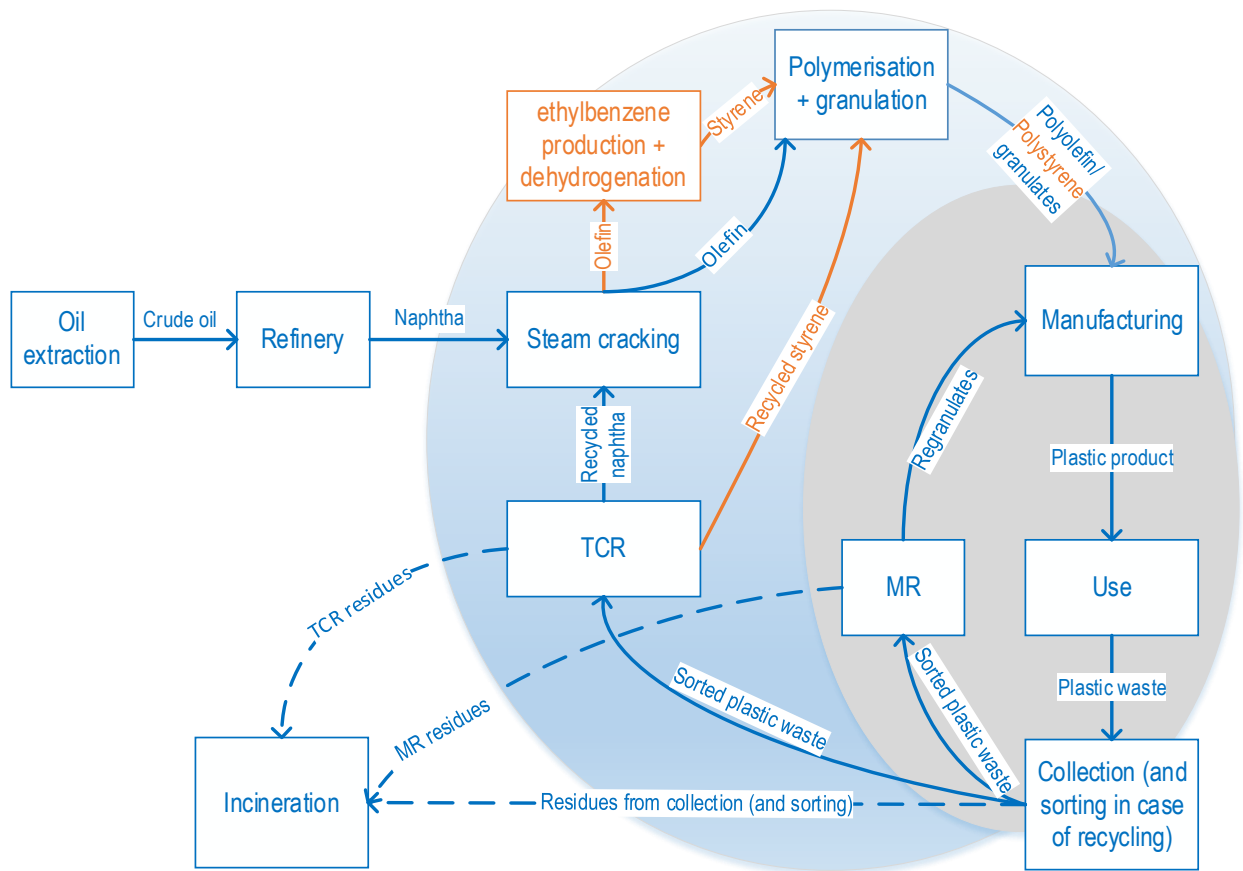 Polymerisation
+ granulation
ethylbenzene
production +
dehydrogenation
Styrene
Polyolefin/
Polystyrene
granulates
Olefin
Olefin
Oil
extraction
Crude oil
Refinery
Naphtha
Steam cracking
Recycled styrene
Manufacturing
Recycled
naphtha
Regranulates
Plastic product
TCR
MR
Use
TCR residues
MR residues
Sorted plastic waste
Sorted plastic waste
Plastic waste
Incineration
Residues from collection (and sorting)
Collection (and
sorting in case
of recycling)